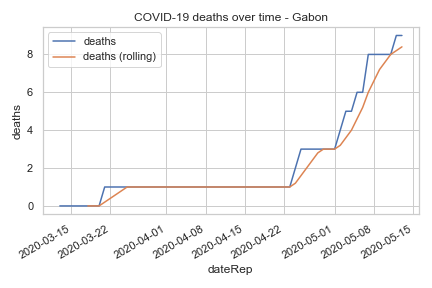 COVID-19 deaths over time - Gabon
deaths
deaths (rolling)
deaths
8
6
4
2
0
2020-03-15
2020-03-22
2020-04-01
2020-04-08
2020-04-15
2020-04-22
2020-05-01
2020-05-08
2020-05-15
dateRep